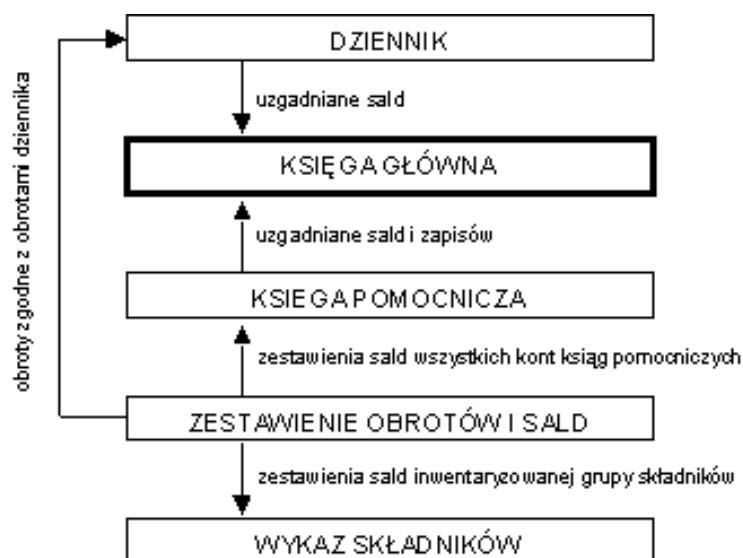 DZIENNIK
uzgadniane sald
KSIĘGA GŁÓWNA
uzgadniane sald i zapisów
KSIEGA POMOCNICZA
zestawienia sald wszystkich kont ksiąg pomocniczych
ZESTAWIENIE OBROTÓW I SALD
zestawienia sald inwentaryzowanej grupy składników
WYKAZ SKŁADNIKÓW
obroty zgodne z obrotami dziennika